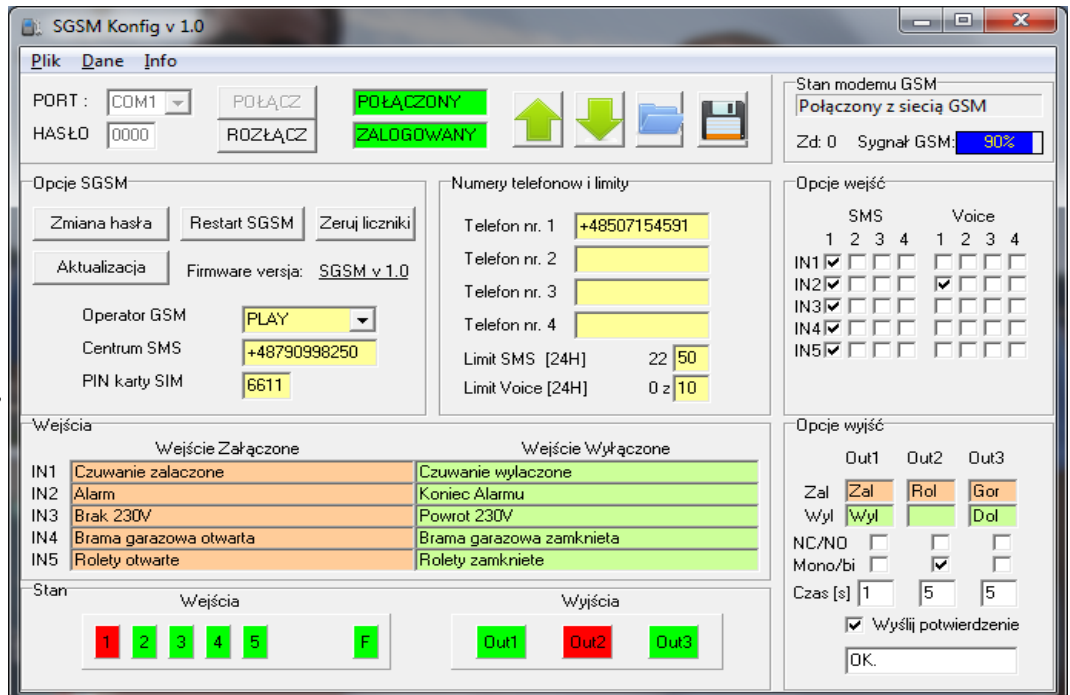 SGSM Konfig v 1.0
Plik Dane Info
PORT : COM1 POŁĄCZ POŁĄCZONY
HASŁO 0000 ROZŁĄCZ ZALOGOWANY
Stan modemu GSM
Połączony z siecią GSM
Zd: 0 Sygnał GSM: 90%
Opcje SGSM
Zmiana hasła Restart SGSM Zeruj liczniki
Aktualizacja Firmware versja: SGSM v 1.0
Operator GSM PLAY
Centrum SMS +48790998250
PIN karty SIM 6611
Numery telefonow i limity
Telefon nr. 1 +48507154591
Telefon nr. 2
Telefon nr. 3
Telefon nr. 4
Limit SMS [24H] 22 50
Limit Voice [24H] 0 z 10
Opcje wejść
SMS Voice
1 2 3 4 1 2 3 4
IN1
IN2
IN3
IN4
IN5
Wejścia
Wejście Załączone Wejście Wyłączone
IN1 Czuwanie zalaczone Czuwanie wylaczone
IN2 Alarm Koniec Alarmu
IN3 Brak 230V Powrot 230V
IN4 Brama garazowa otwarta Brama garazowa zamknieta
IN5 Rolety otwarte Rolety zamkniete
Opcje wyjść
Out1 Out2 Out3
Zal Zal Rol Gor
Wyl Wyl Dol
NC/NO
Mono/bi
Czas [s] 1 5 5
Wyślij potwierdzenie
OK.
Stan
Wejścia Wyjścia
1 2 3 4 5 F Out1 Out2 Out3